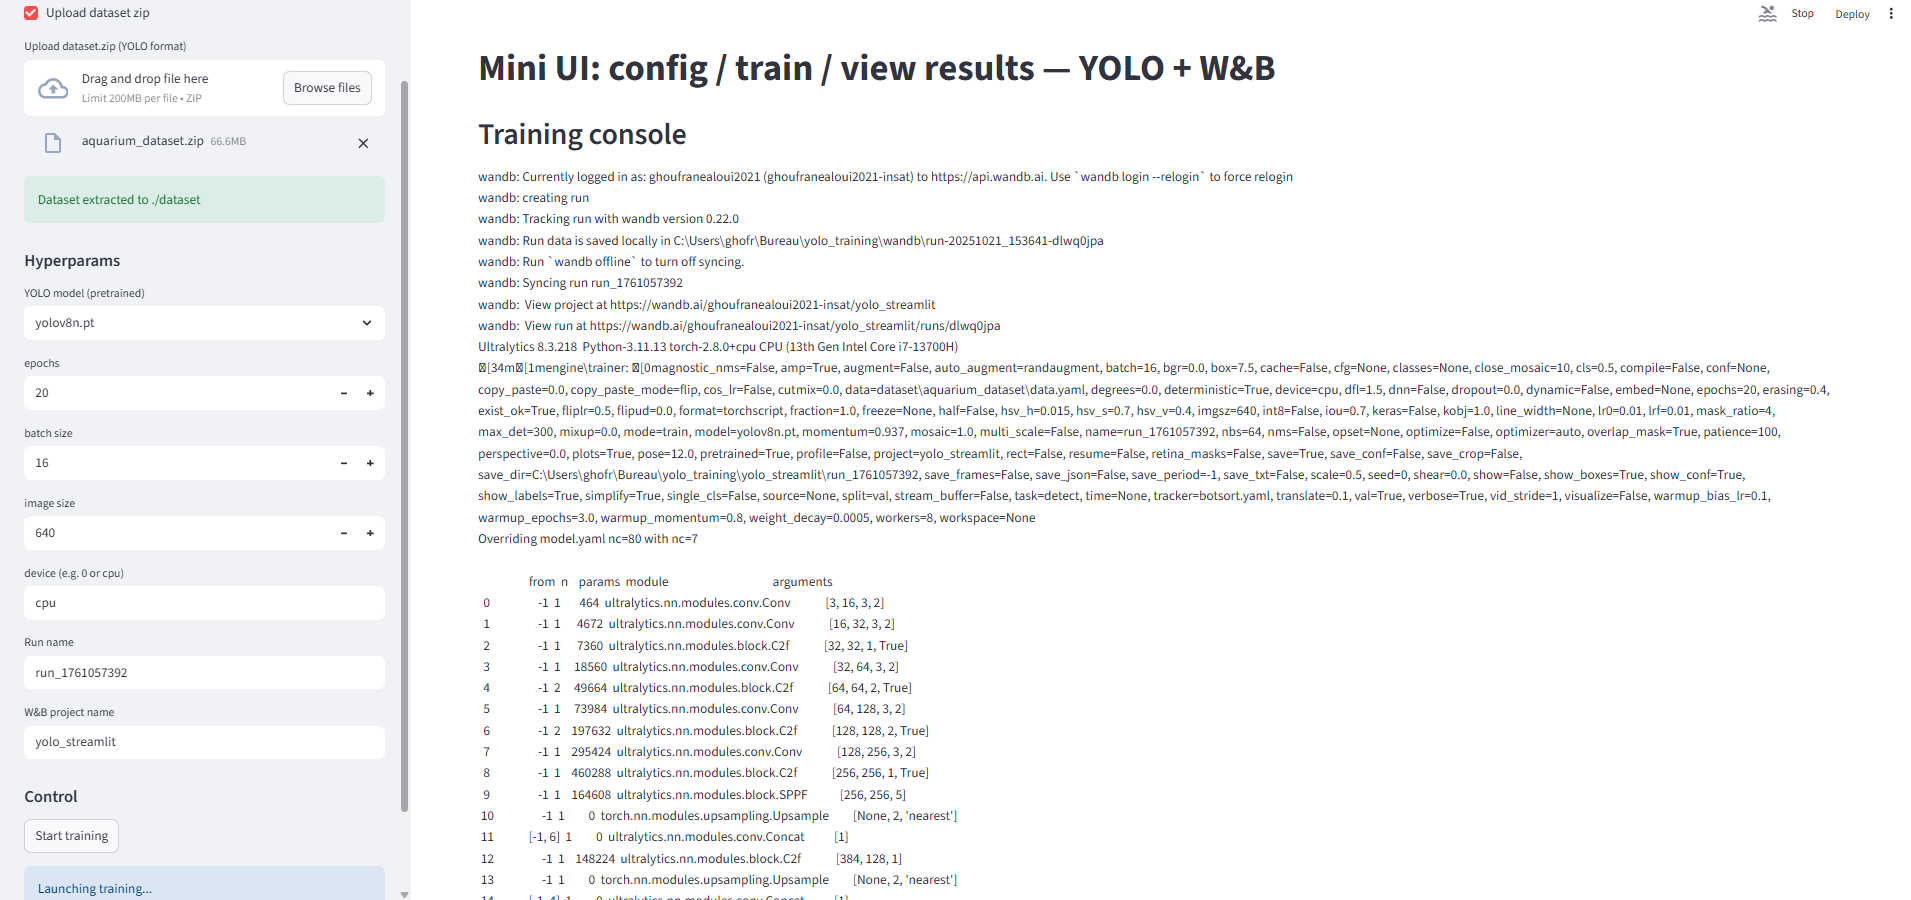 Upload dataset zip
Upload dataset.zip (YOLO format)
Drag and drop file here
Limit 200MB per file • ZIP
Browse files
aquarium_dataset.zip 66.6MB
Dataset extracted to ./dataset
Hyperparams
YOLO model (pretrained)
yolov8n.pt
epochs
20
batch size
16
image size
640
device (e.g. 0 or cpu)
cpu
Run name
run_1761057392
W&B project name
yolo_streamlit
Control
Start training
Launching training...
Stop
Deploy
Mini UI: config / train / view results — YOLO + W&B
Training console
wandb: Currently logged in as: ghoufranealoui2021 (ghoufranealoui2021-insat) to https://api.wandb.ai. Use `wandb login --relogin` to force relogin
wandb: creating run
wandb: Tracking run with wandb version 0.22.0
wandb: Run data is saved locally in C:\Users\ghofr\Bureau\yolo_training\wandb\run-20251021_153641-dlwq0jpa
wandb: Run `wandb offline` to turn off syncing.
wandb: Syncing run run_1761057392
wandb: View project at https://wandb.ai/ghoufranealoui2021-insat/yolo_streamlit
wandb: View run at https://wandb.ai/ghoufranealoui2021-insat/yolo_streamlit/runs/dlwq0jpa
Ultralytics 8.3.218 Python-3.11.13 torch-2.8.0+cpu CPU (13th Gen Intel Core i7-13700H)
[34m[1mengine\trainer: [0magnostic_nms=False, amp=True, augment=False, auto_augment=randaugment, batch=16, bgr=0.0, box=7.5, cache=False, cfg=None, classes=None, close_mosaic=10, cls=0.5, compile=False, conf=None,
copy_paste=0.0, copy_paste_mode=flip, cos_lr=False, cutmix=0.0, data=dataset\aquarium_dataset\data.yaml, degrees=0.0, deterministic=True, device=cpu, dfl=1.5, dnn=False, dropout=0.0, dynamic=False, embed=None, epochs=20, erasing=0.4,
exist_ok=True, fliplr=0.5, flipud=0.0, format=torchscript, fraction=1.0, freeze=None, half=False, hsv_h=0.015, hsv_s=0.7, hsv_v=0.4, imgsz=640, int8=False, iou=0.7, keras=False, kobj=1.0, line_width=None, lr0=0.01, lrf=0.01, mask_ratio=4,
max_det=300, mixup=0.0, mode=train, model=yolov8n.pt, momentum=0.937, mosaic=1.0, multi_scale=False, name=run_1761057392, nbs=64, nms=False, opset=None, optimize=False, optimizer=auto, overlap_mask=True, patience=100,
perspective=0.0, plots=True, pose=12.0, pretrained=True, profile=False, project=yolo_streamlit, rect=False, resume=False, retina_masks=False, save=True, save_conf=False, save_crop=False,
save_dir=C:\Users\ghofr\Bureau\yolo_training\yolo_streamlit\run_1761057392, save_frames=False, save_json=False, save_period=-1, save_txt=False, scale=0.5, seed=0, shear=0.0, show=False, show_boxes=True, show_conf=True,
show_labels=True, simplify=True, single_cls=False, source=None, split=val, stream_buffer=False, task=detect, time=None, tracker=botsort.yaml, translate=0.1, val=True, verbose=True, vid_stride=1, visualize=False, warmup_bias_lr=0.1,
warmup_epochs=3.0, warmup_momentum=0.8, weight_decay=0.0005, workers=8, workspace=None
Overriding model.yaml nc=80 with nc=7
from n params module arguments
0 -1 1 464 ultralytics.nn.modules.conv.Conv [3, 16, 3, 2]
1 -1 1 4672 ultralytics.nn.modules.conv.Conv [16, 32, 3, 2]
2 -1 1 7360 ultralytics.nn.modules.block.C2f [32, 32, 1, True]
3 -1 1 18560 ultralytics.nn.modules.conv.Conv [32, 64, 3, 2]
4 -1 2 49664 ultralytics.nn.modules.block.C2f [64, 64, 2, True]
5 -1 1 73984 ultralytics.nn.modules.conv.Conv [64, 128, 3, 2]
6 -1 2 197632 ultralytics.nn.modules.block.C2f [128, 128, 2, True]
7 -1 1 295424 ultralytics.nn.modules.conv.Conv [128, 256, 3, 2]
8 -1 1 460288 ultralytics.nn.modules.block.C2f [256, 256, 1, True]
9 -1 1 164608 ultralytics.nn.modules.block.SPPF [256, 256, 5]
10 -1 1 0 torch.nn.modules.upsampling.Upsample [None, 2, 'nearest']
11 [-1, 6] 1 0 ultralytics.nn.modules.conv.Concat [1]
12 -1 1 148224 ultralytics.nn.modules.block.C2f [384, 128, 1]
13 -1 1 0 torch.nn.modules.upsampling.Upsample [None, 2, 'nearest']
14 [-1, 4] 1 0 ultralytics.nn.modules.conv.Concat [1]